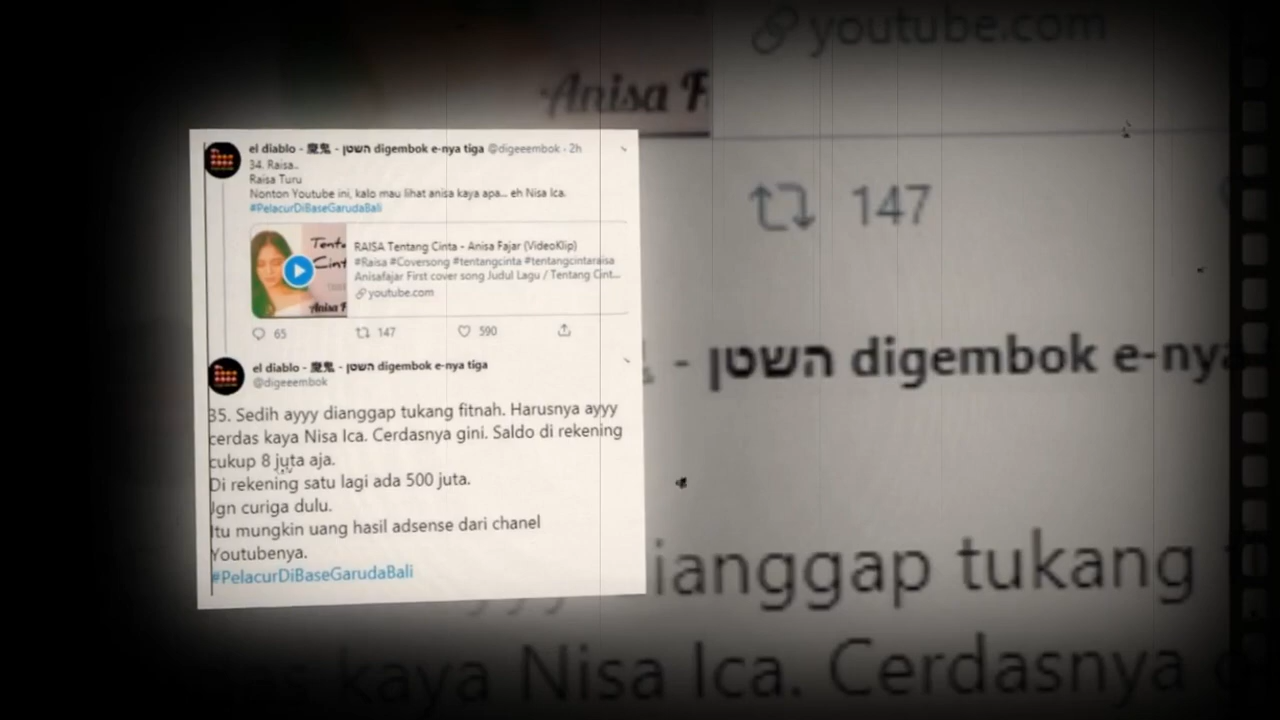 youtube.com
Anisa F
147
- השטן digembok e-nya
ianggap tukang
kaya Nisa Ica. Cerdasnya
el diablo - 魔鬼 - השטן digembok e-nya tiga @digeeembok · 2h
34. Raisa..
Raisa Turu
Nonton Youtube ini, kalo mau lihat anisa kaya apa... eh Nisa Ica.
#PelacurDiBaseGarudaBali
Tenta
Cint
RAISA Tentang Cinta - Anisa Fajar (VideoKlip)
#Raisa #Coversong #tentangcinta #tentangcintaraisa
Anisafajar First cover song Judul Lagu / Tentang Cint...
youtube.com
Anisa F
65 147 590
el diablo - 魔鬼 - השטן digembok e-nya tiga
@digeeembok
35. Sedih ayyy dianggap tukang fitnah. Harusnya ayyy
cerdas kaya Nisa Ica. Cerdasnya gini. Saldo di rekening
cukup 8 juta aja.
Di rekening satu lagi ada 500 juta.
Jgn curiga dulu.
Itu mungkin uang hasil adsense dari chanel
Youtubenya.
#PelacurDiBaseGarudaBali